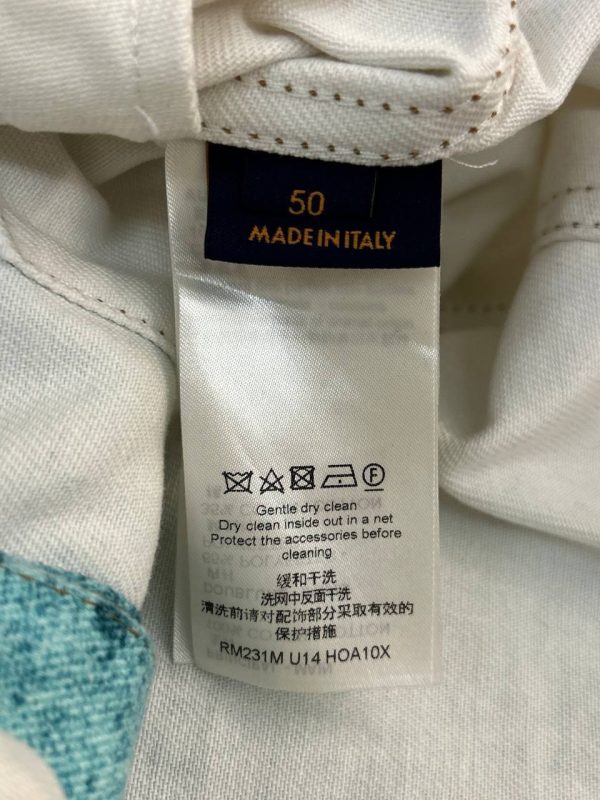 50
MADE IN ITALY
Gentle dry clean
Dry clean inside out in a net
Protect the accessories before
cleaning
缓和干洗
洗网中反面干洗
清洗前请对配饰部分采取有效的
保护措施
RM231M U14 HOA10X
F